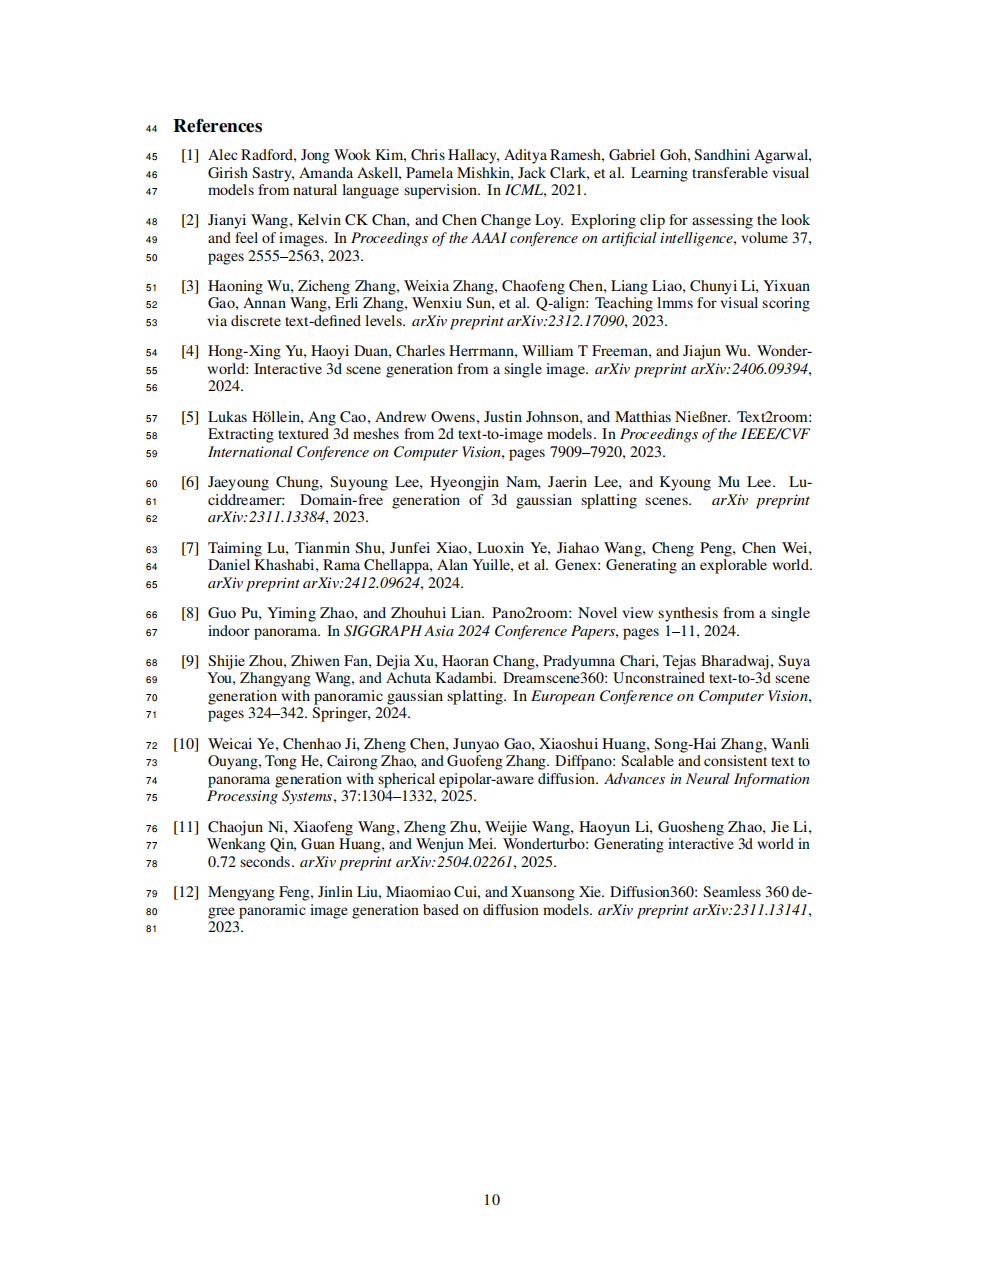 44 References
45 [1] Alec Radford, Jong Wook Kim, Chris Hallacy, Aditya Ramesh, Gabriel Goh, Sandhini Agarwal,
46 Girish Sastry, Amanda Askell, Pamela Mishkin, Jack Clark, et al. Learning transferable visual
47 models from natural language supervision. In ICML, 2021.
48 [2] Jianyi Wang, Kelvin CK Chan, and Chen Change Loy. Exploring clip for assessing the look
49 and feel of images. In Proceedings of the AAAI conference on artificial intelligence, volume 37,
50 pages 2555–2563, 2023.
51 [3] Haoning Wu, Zicheng Zhang, Weixia Zhang, Chaofeng Chen, Liang Liao, Chunyi Li, Yixuan
52 Gao, Annan Wang, Erli Zhang, Wenxiu Sun, et al. Q-align: Teaching lmms for visual scoring
53 via discrete text-defined levels. arXiv preprint arXiv:2312.17090, 2023.
54 [4] Hong-Xing Yu, Haoyi Duan, Charles Herrmann, William T Freeman, and Jiajun Wu. Wonder-
55 world: Interactive 3d scene generation from a single image. arXiv preprint arXiv:2406.09394,
56 2024.
57 [5] Lukas Höllein, Ang Cao, Andrew Owens, Justin Johnson, and Matthias Nießner. Text2room:
58 Extracting textured 3d meshes from 2d text-to-image models. In Proceedings of the IEEE/CVF
59 International Conference on Computer Vision, pages 7909–7920, 2023.
60 [6] Jaeyoung Chung, Suyoung Lee, Hyeongjin Nam, Jaerin Lee, and Kyoung Mu Lee. Lu-
61 ciddreamer: Domain-free generation of 3d gaussian splatting scenes. arXiv preprint
62 arXiv:2311.13384, 2023.
63 [7] Taiming Lu, Tianmin Shu, Junfei Xiao, Luoxin Ye, Jiahao Wang, Cheng Peng, Chen Wei,
64 Daniel Khashabi, Rama Chellappa, Alan Yuille, et al. Genex: Generating an explorable world.
65 arXiv preprint arXiv:2412.09624, 2024.
66 [8] Guo Pu, Yiming Zhao, and Zhouhui Lian. Pano2room: Novel view synthesis from a single
67 indoor panorama. In SIGGRAPH Asia 2024 Conference Papers, pages 1–11, 2024.
68 [9] Shijie Zhou, Zhiwen Fan, Dejia Xu, Haoran Chang, Pradyumna Chari, Tejas Bharadwaj, Suya
69 You, Zhangyang Wang, and Achuta Kadambi. Dreamscene360: Unconstrained text-to-3d scene
70 generation with panoramic gaussian splatting. In European Conference on Computer Vision,
71 pages 324–342. Springer, 2024.
72 [10] Weicai Ye, Chenhao Ji, Zheng Chen, Junyao Gao, Xiaoshui Huang, Song-Hai Zhang, Wanli
73 Ouyang, Tong He, Cairong Zhao, and Guofeng Zhang. Diffpano: Scalable and consistent text to
74 panorama generation with spherical epipolar-aware diffusion. Advances in Neural Information
75 Processing Systems, 37:1304–1332, 2025.
76 [11] Chaojun Ni, Xiaofeng Wang, Zheng Zhu, Weijie Wang, Haoyun Li, Guosheng Zhao, Jie Li,
77 Wenkang Qin, Guan Huang, and Wenjun Mei. Wonderturbo: Generating interactive 3d world in
78 0.72 seconds. arXiv preprint arXiv:2504.02261, 2025.
79 [12] Mengyang Feng, Jinlin Liu, Miaomiao Cui, and Xuansong Xie. Diffusion360: Seamless 360 de-
80 gree panoramic image generation based on diffusion models. arXiv preprint arXiv:2311.13141,
81 2023.
10